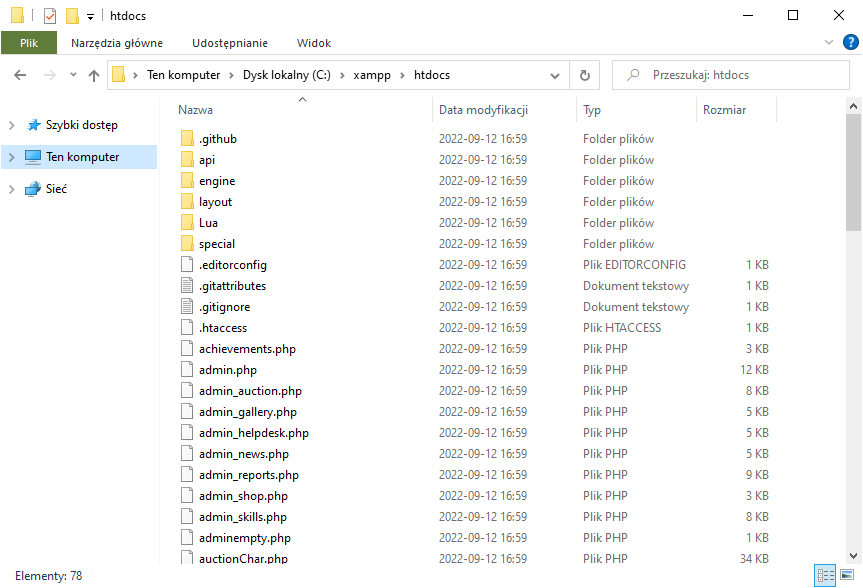 htdocs
Plik Narzędzia główne Udostępnianie Widok
Ten komputer Dysk lokalny (C:) xampp htdocs Przeszukaj: htdocs
Szybki dostęp
Ten komputer
Sieć
Nazwa Data modyfikacji Typ Rozmiar
.github 2022-09-12 16:59 Folder plików
api 2022-09-12 16:59 Folder plików
engine 2022-09-12 16:59 Folder plików
layout 2022-09-12 16:59 Folder plików
Lua 2022-09-12 16:59 Folder plików
special 2022-09-12 16:59 Folder plików
.editorconfig 2022-09-12 16:59 Plik EDITORCONFIG 1 KB
.gitattributes 2022-09-12 16:59 Dokument tekstowy 1 KB
.gitignore 2022-09-12 16:59 Dokument tekstowy 1 KB
.htaccess 2022-09-12 16:59 Plik HTACCESS 1 KB
achievements.php 2022-09-12 16:59 Plik PHP 3 KB
admin.php 2022-09-12 16:59 Plik PHP 12 KB
admin_auction.php 2022-09-12 16:59 Plik PHP 8 KB
admin_gallery.php 2022-09-12 16:59 Plik PHP 5 KB
admin_helpdesk.php 2022-09-12 16:59 Plik PHP 5 KB
admin_news.php 2022-09-12 16:59 Plik PHP 5 KB
admin_reports.php 2022-09-12 16:59 Plik PHP 9 KB
admin_shop.php 2022-09-12 16:59 Plik PHP 3 KB
admin_skills.php 2022-09-12 16:59 Plik PHP 8 KB
adminempty.php 2022-09-12 16:59 Plik PHP 1 KB
auctionChar.php 2022-09-12 16:59 Plik PHP 34 KB
Elementy: 78